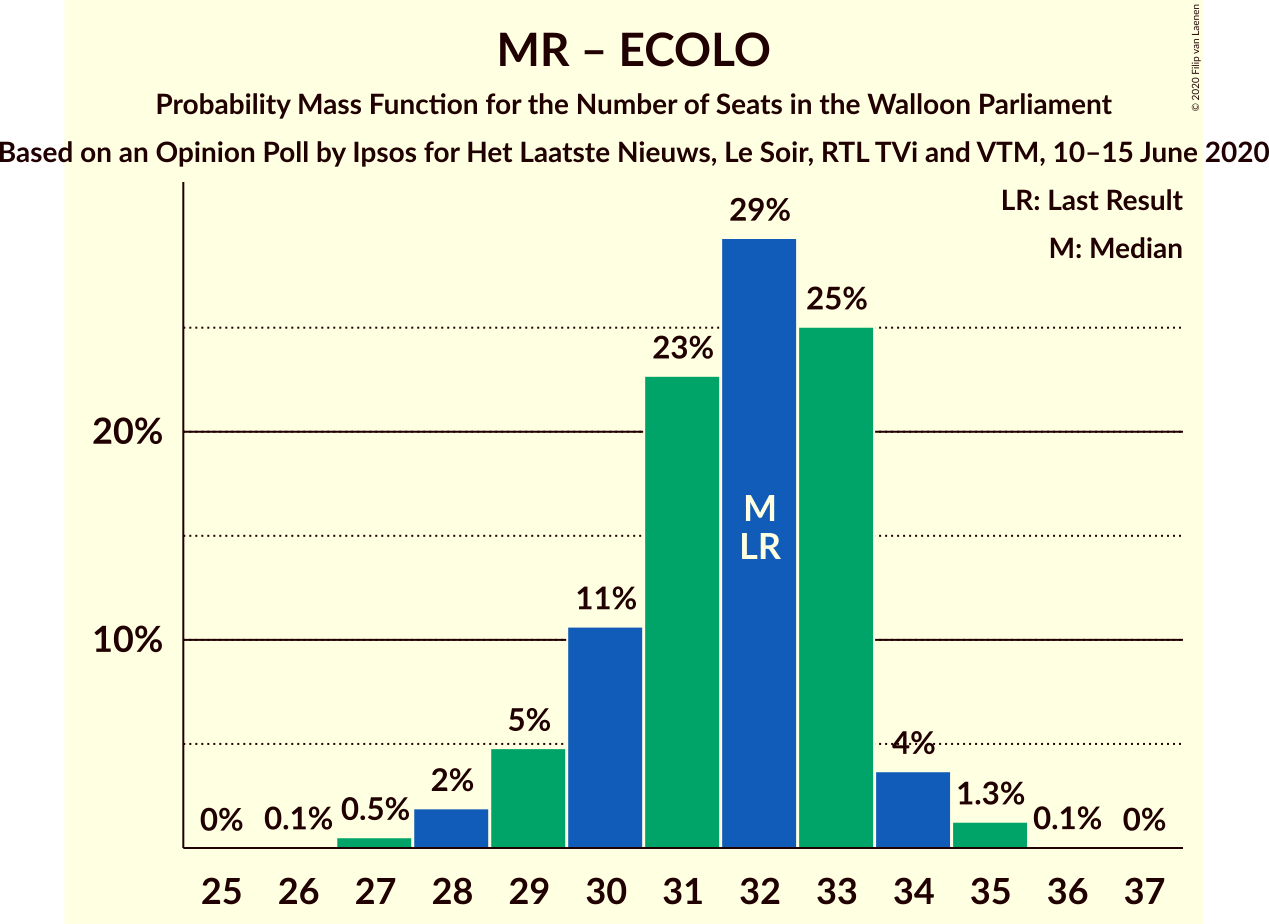 MR – ECOLO
Probability Mass Function for the Number of Seats in the Walloon Parliament
Based on an Opinion Poll by Ipsos for Het Laatste Nieuws, Le Soir, RTL TVi and VTM, 10–15 June 2020
© 2020 Filip van Laenen
LR: Last Result
M: Median
29%
25%
23%
20%
M
LR
11%
10%
5%
4%
2%
1.3%
0% 0.1% 0.5% 0.1% 0%
25 26 27 28 29 30 31 32 33 34 35 36 37